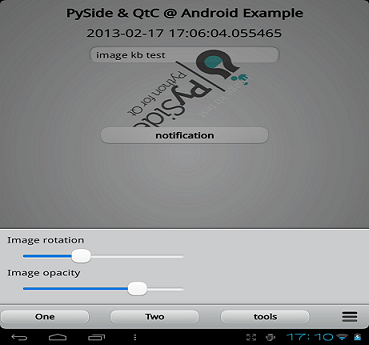 PySide & QtC @ Android Example
2013-02-17 17:06:04.055465
image kb test
PySide
Python for Qt
notification
Image rotation
Image opacity
One Two tools
17:10